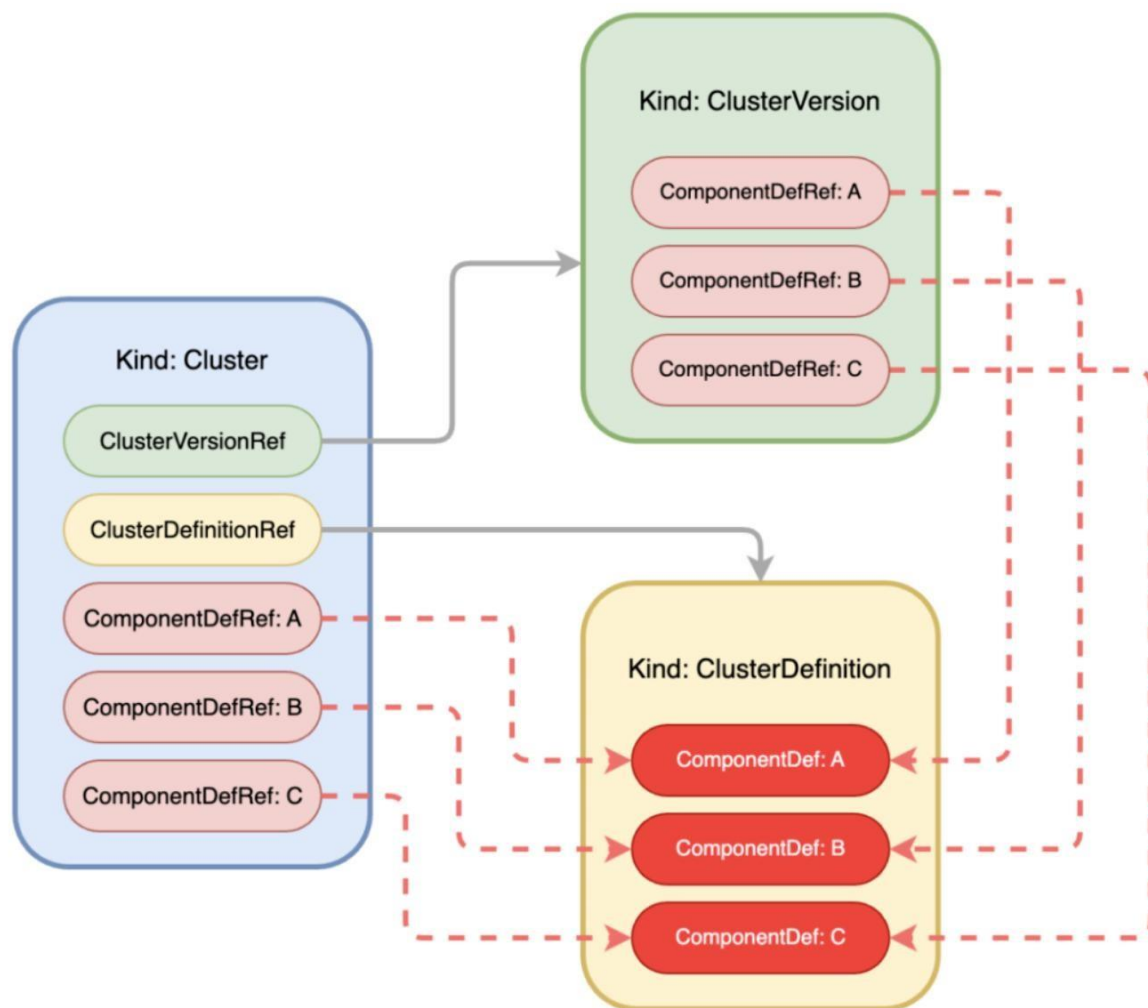 Kind: ClusterVersion
ComponentDefRef: A
ComponentDefRef: B
ComponentDefRef: C
Kind: Cluster
ClusterVersionRef
ClusterDefinitionRef
ComponentDefRef: A
ComponentDefRef: B
ComponentDefRef: C
Kind: ClusterDefinition
ComponentDef: A
ComponentDef: B
ComponentDef: C